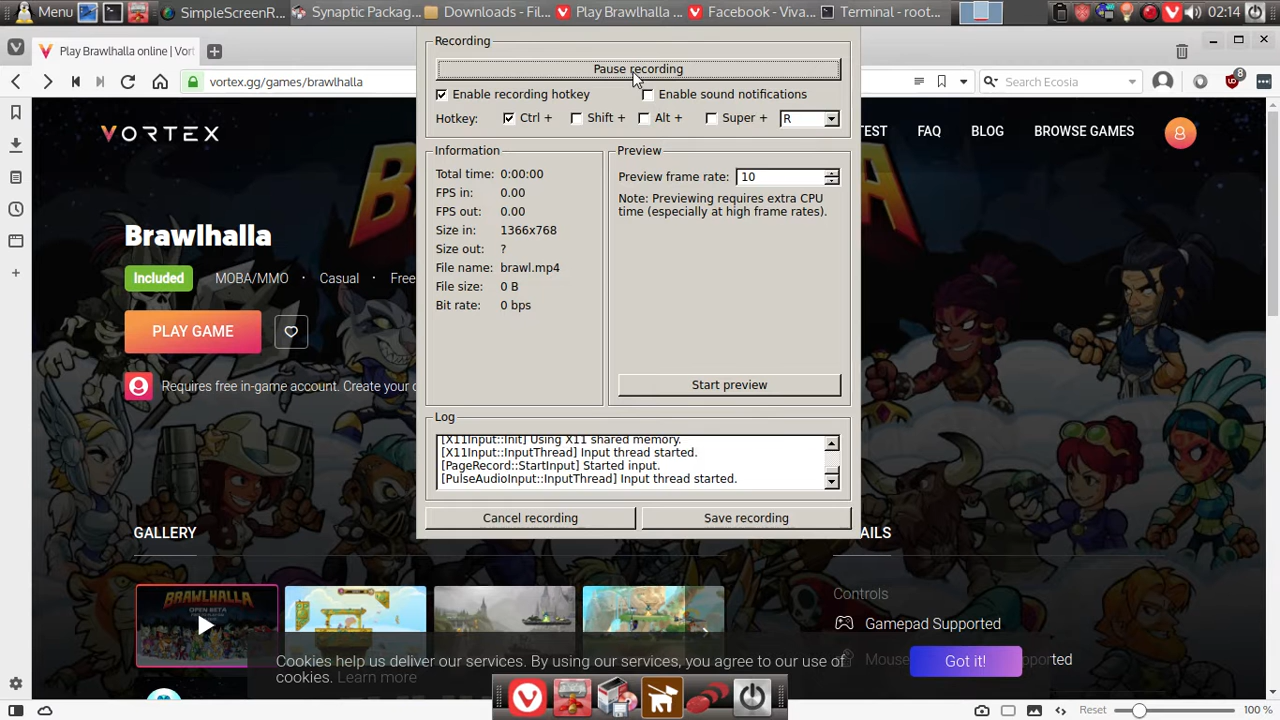 Menu
SimpleScreenR...
Synaptic Packag...
Downloads - Fil...
Play Brawlhalla ...
Facebook - Viva...
Terminal - root...
02:14
Play Brawlhalla online | Vort
vortex.gg/games/brawlhalla
Search Ecosia
8
VORTEX
TEST
FAQ
BLOG
BROWSE GAMES
Brawlhalla
Included
MOBA/MMO
·
Casual
·
Free
PLAY GAME
Requires free in-game account. Create your
Recording
Pause recording
Enable recording hotkey
Enable sound notifications
Hotkey:
Ctrl +
Shift +
Alt +
Super +
R
Information
Total time: 0:00:00
FPS in: 0.00
FPS out: 0.00
Size in: 1366x768
Size out: ?
File name: brawl.mp4
File size: 0 B
Bit rate: 0 bps
Preview
Preview frame rate: 10
Note: Previewing requires extra CPU
time (especially at high frame rates).
Start preview
Log
[X11Input::Init] Using X11 shared memory.
[X11Input::InputThread] Input thread started.
[PageRecord::StartInput] Started input.
[PulseAudioInput::InputThread] Input thread started.
Cancel recording
Save recording
GALLERY
AILS
BRAWLHALLA
OPEN BETA
Controls
Gamepad Supported
Mouse
ported
Cookies help us deliver our services. By using our services, you agree to our use of
cookies. Learn more
Got it!
Reset
100 %